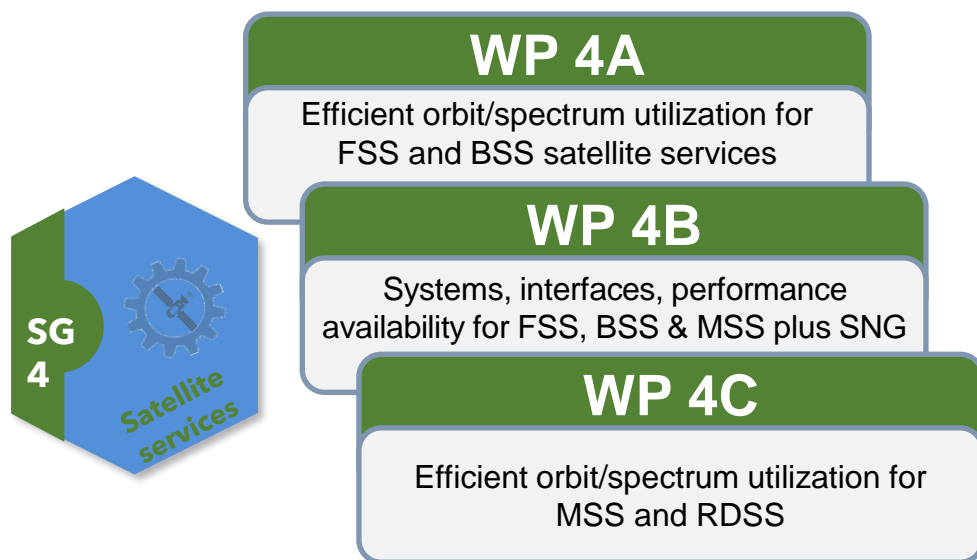 WP 4A
Efficient orbit/spectrum utilization for
FSS and BSS satellite services
WP 4B
Systems, interfaces, performance
availability for FSS, BSS & MSS plus SNG
WP 4C
Efficient orbit/spectrum utilization for
MSS and RDSS
SG
4
Satellite
services